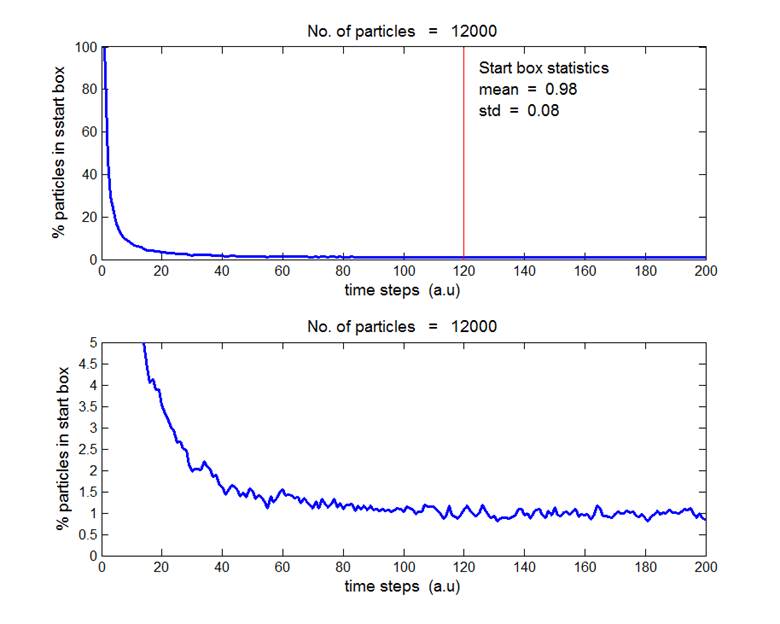 No. of particles = 12000
100
80
60
40
20
0
% particles in sstart box
Start box statistics
mean = 0.98
std = 0.08
0 20 40 60 80 100 120 140 160 180 200
time steps (a.u)
No. of particles = 12000
5
4.5
4
3.5
3
2.5
2
1.5
1
0.5
0
% particles in start box
0 20 40 60 80 100 120 140 160 180 200
time steps (a.u)